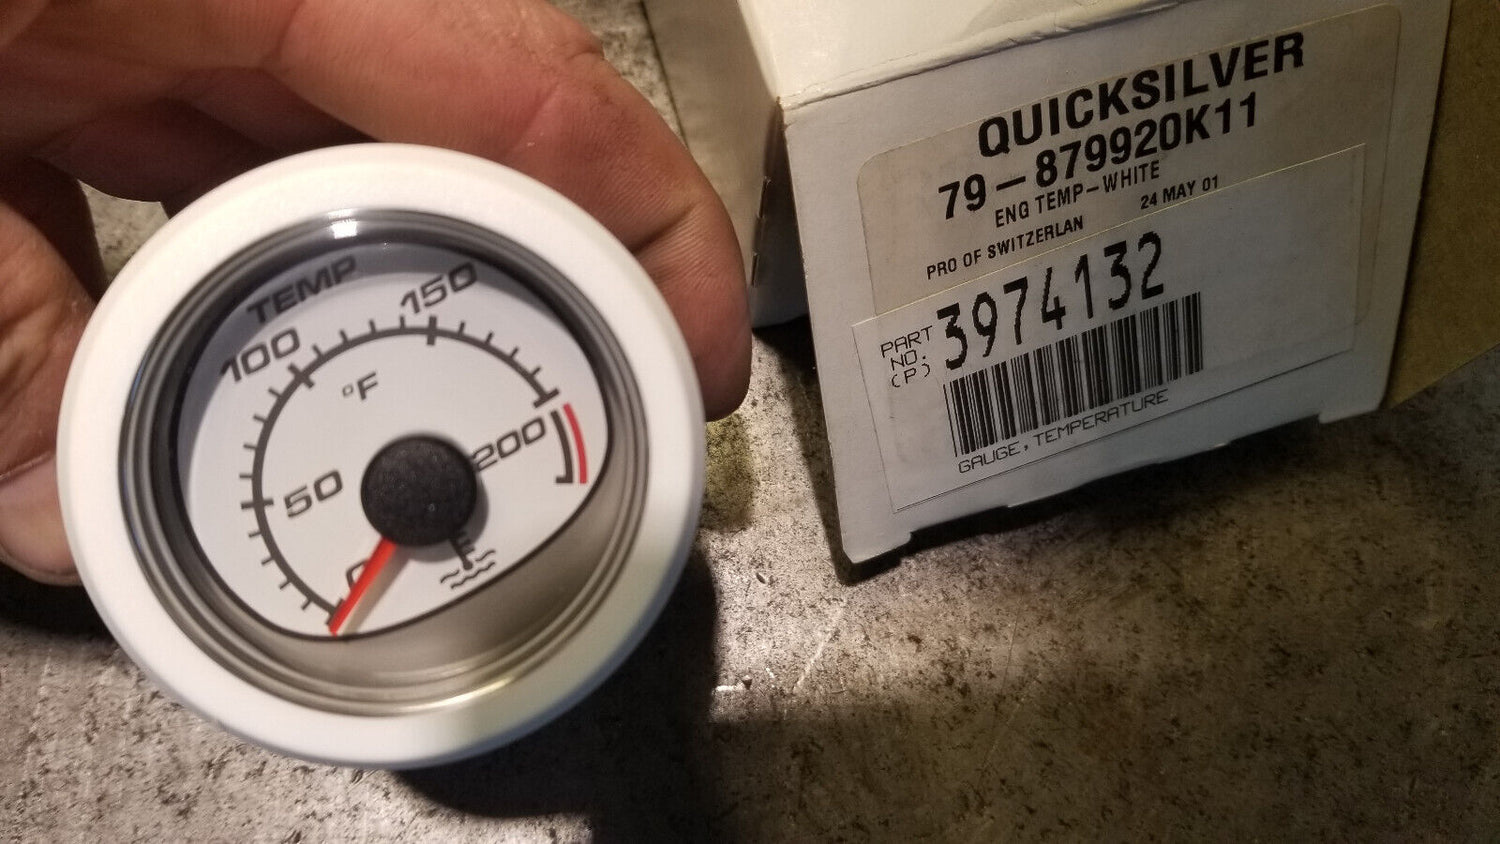 TEMP
150
100
°F
200
50
0
QUICKSILVER
79-879920K11
ENG TEMP-WHITE
24 MAY 01
PRO OF SWITZERLAN
PART NO. (P)
3974132
GAUGE, TEMPERATURE